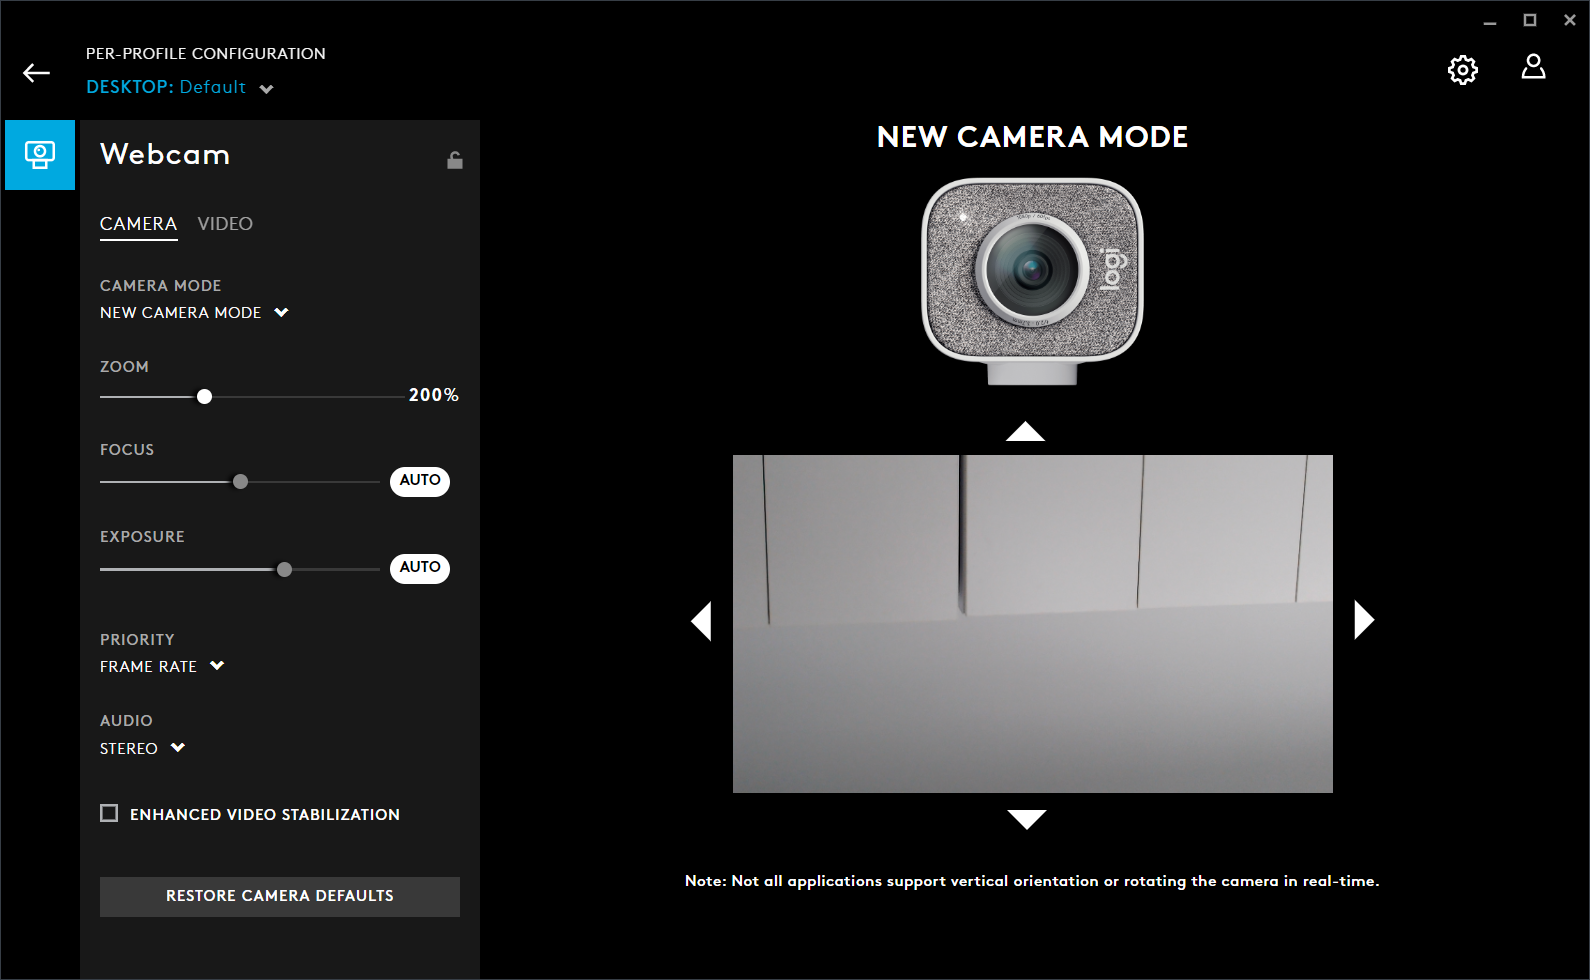 PER-PROFILE CONFIGURATION
DESKTOP: Default
Webcam
CAMERA VIDEO
CAMERA MODE
NEW CAMERA MODE
ZOOM
200%
FOCUS
AUTO
EXPOSURE
AUTO
PRIORITY
FRAME RATE
AUDIO
STEREO
ENHANCED VIDEO STABILIZATION
RESTORE CAMERA DEFAULTS
NEW CAMERA MODE
logi
Note: Not all applications support vertical orientation or rotating the camera in real-time.